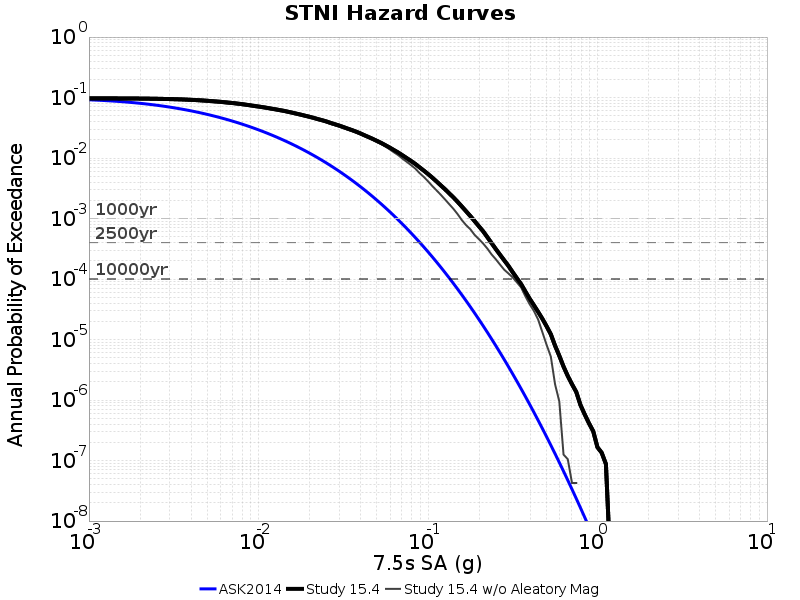 STNI Hazard Curves
Annual Probability of Exceedance
10^0
10^-1
10^-2
10^-3
10^-4
10^-5
10^-6
10^-7
10^-8
1000yr
2500yr
10000yr
10^-3 10^-2 10^-1 10^0 10^1
7.5s SA (g)
ASK2014 Study 15.4 Study 15.4 w/o Aleatory Mag